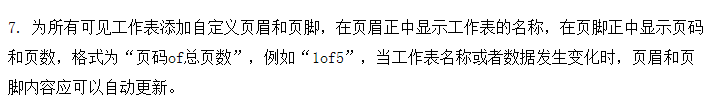 7. 为所有可见工作表添加自定义页眉和页脚，在页眉正中显示工作表的名称，在页脚正中显示页码
和页数，格式为“页码of总页数”，例如“1of5”，当工作表名称或者数据发生变化时，页眉和页
脚内容应可以自动更新。